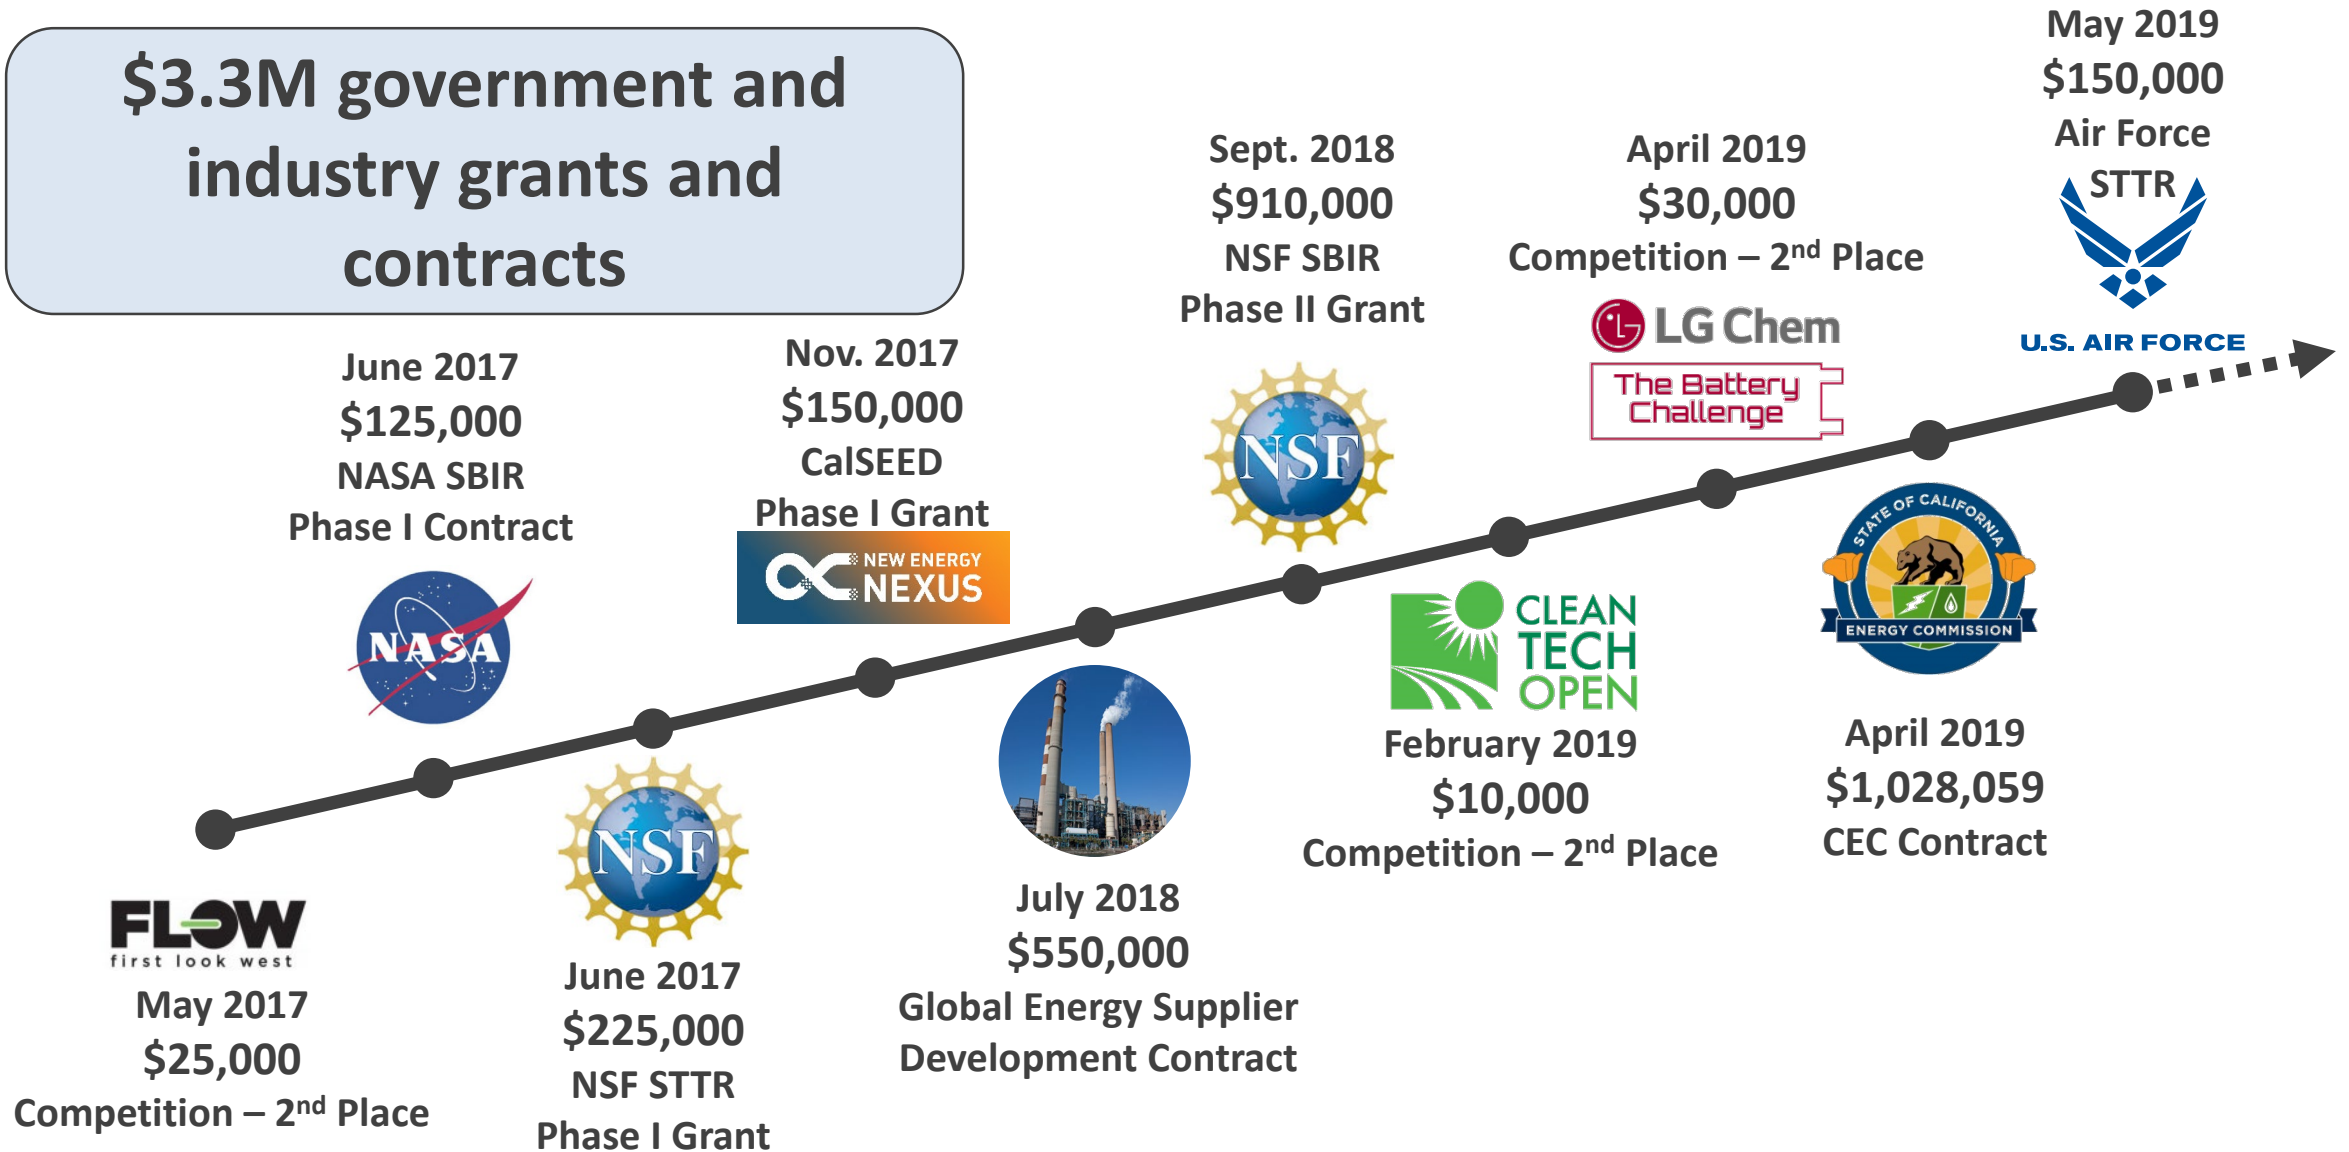 $3.3M government and
industry grants and
contracts
FLOW
first look west
May 2017
$25,000
Competition – 2nd Place
June 2017
$125,000
NASA SBIR
Phase I Contract
NASA
NSF
June 2017
$225,000
NSF STTR
Phase I Grant
Nov. 2017
$150,000
CalSEED
Phase I Grant
NEW ENERGY
NEXUS
July 2018
$550,000
Global Energy Supplier
Development Contract
Sept. 2018
$910,000
NSF SBIR
Phase II Grant
NSF
CLEAN
TECH
OPEN
February 2019
$10,000
Competition – 2nd Place
April 2019
$30,000
Competition – 2nd Place
LG Chem
The Battery
Challenge
STATE OF CALIFORNIA
ENERGY COMMISSION
April 2019
$1,028,059
CEC Contract
May 2019
$150,000
Air Force
STTR
U.S. AIR FORCE